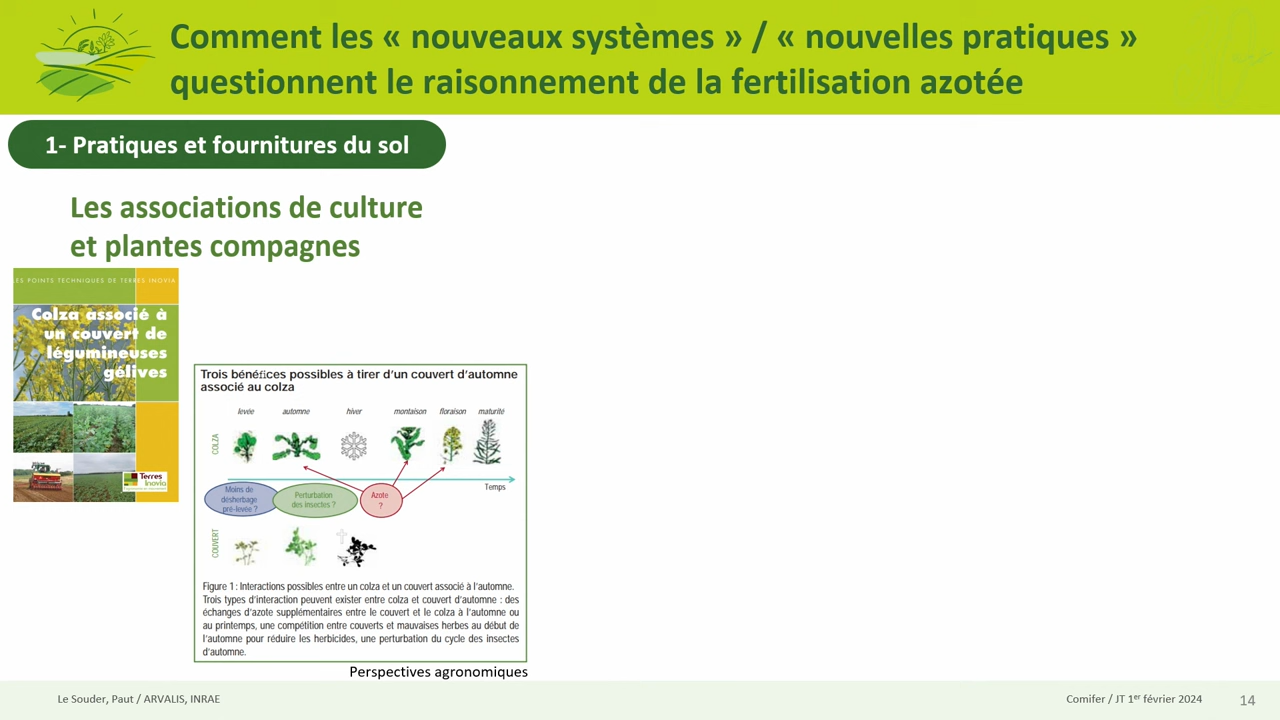 Comment les « nouveaux systèmes » / « nouvelles pratiques »
questionnent le raisonnement de la fertilisation azotée
1- Pratiques et fournitures du sol
Les associations de culture
et plantes compagnes
LES POINTS TECHNIQUES DE TERRES INOVIA
Colza associé à
un couvert de
légumineuses
gélives
Terres
Inovia
Trois bénéfices possibles à tirer d'un couvert d'automne
associé au colza
levée automne hiver montaison floraison maturité
COLZA
Temps
Moins de
désherbage
pré-levée ?
Perturbation
des insectes ?
Azote
?
COUVERT
Figure 1 : Interactions possibles entre un colza et un couvert associé à l'automne.
Trois types d'interaction peuvent exister entre colza et couvert d'automne : des
échanges d'azote supplémentaires entre le couvert et le colza à l'automne ou
au printemps, une compétition entre couverts et mauvaises herbes au début de
l'automne pour réduire les herbicides, une perturbation du cycle des insectes
d'automne.
Perspectives agronomiques
Le Souder, Paut / ARVALIS, INRAE
Comifer / JT 1er février 2024
14